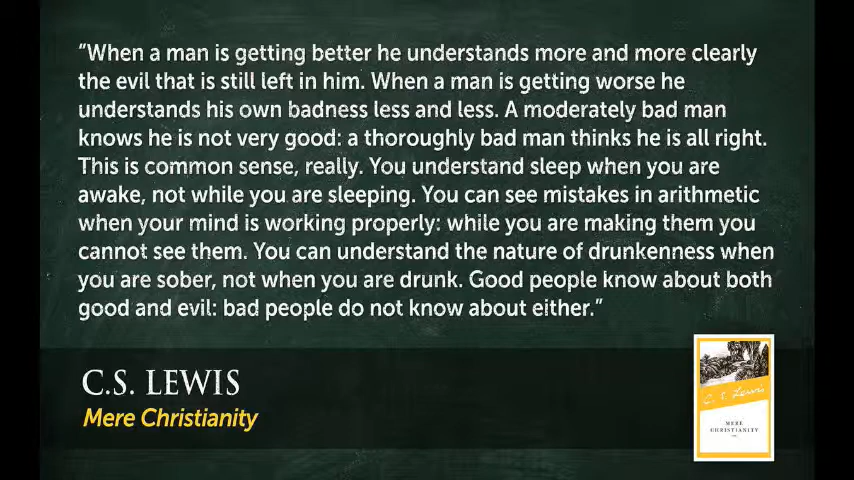 “When a man is getting better he understands more and more clearly
the evil that is still left in him. When a man is getting worse he
understands his own badness less and less. A moderately bad man
knows he is not very good: a thoroughly bad man thinks he is all right.
This is common sense, really. You understand sleep when you are
awake, not while you are sleeping. You can see mistakes in arithmetic
when your mind is working properly: while you are making them you
cannot see them. You can understand the nature of drunkenness when
you are sober, not when you are drunk. Good people know about both
good and evil: bad people do not know about either.”
C.S. LEWIS
Mere Christianity
C. S. Lewis
MERE
CHRISTIANITY